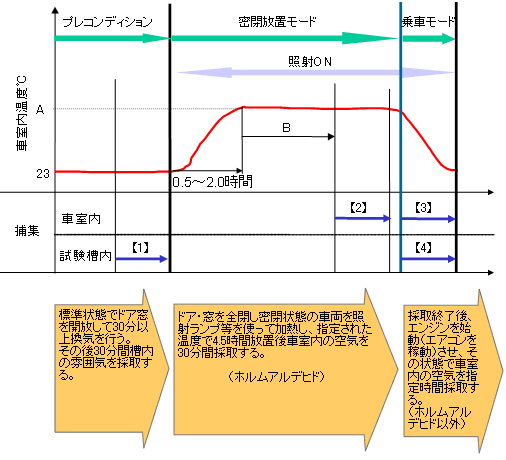 プレコンディション
密閉放置モード
乗車モード
照射ON
車室内温度℃
A
B
23
0.5～2.0時間
捕集
車室内
【2】
【3】
試験槽内
【1】
【4】
標準状態でドア窓
を開放して30分以
上換気を行う。
その後30分間槽内
の雰囲気を採取す
る。
ドア・窓を全閉し密閉状態の車両を照
射ランプ等を使って加熱し、指定された
温度で4.5時間放置後車室内の空気を
30分間採取する。
（ホルムアルデヒド）
採取終了後、
エンジンを始
動（エアコンを
稼動）させ、そ
の状態で車室
内の空気を指
定時間採取す
る。
（ホルムアル
デヒド以外）